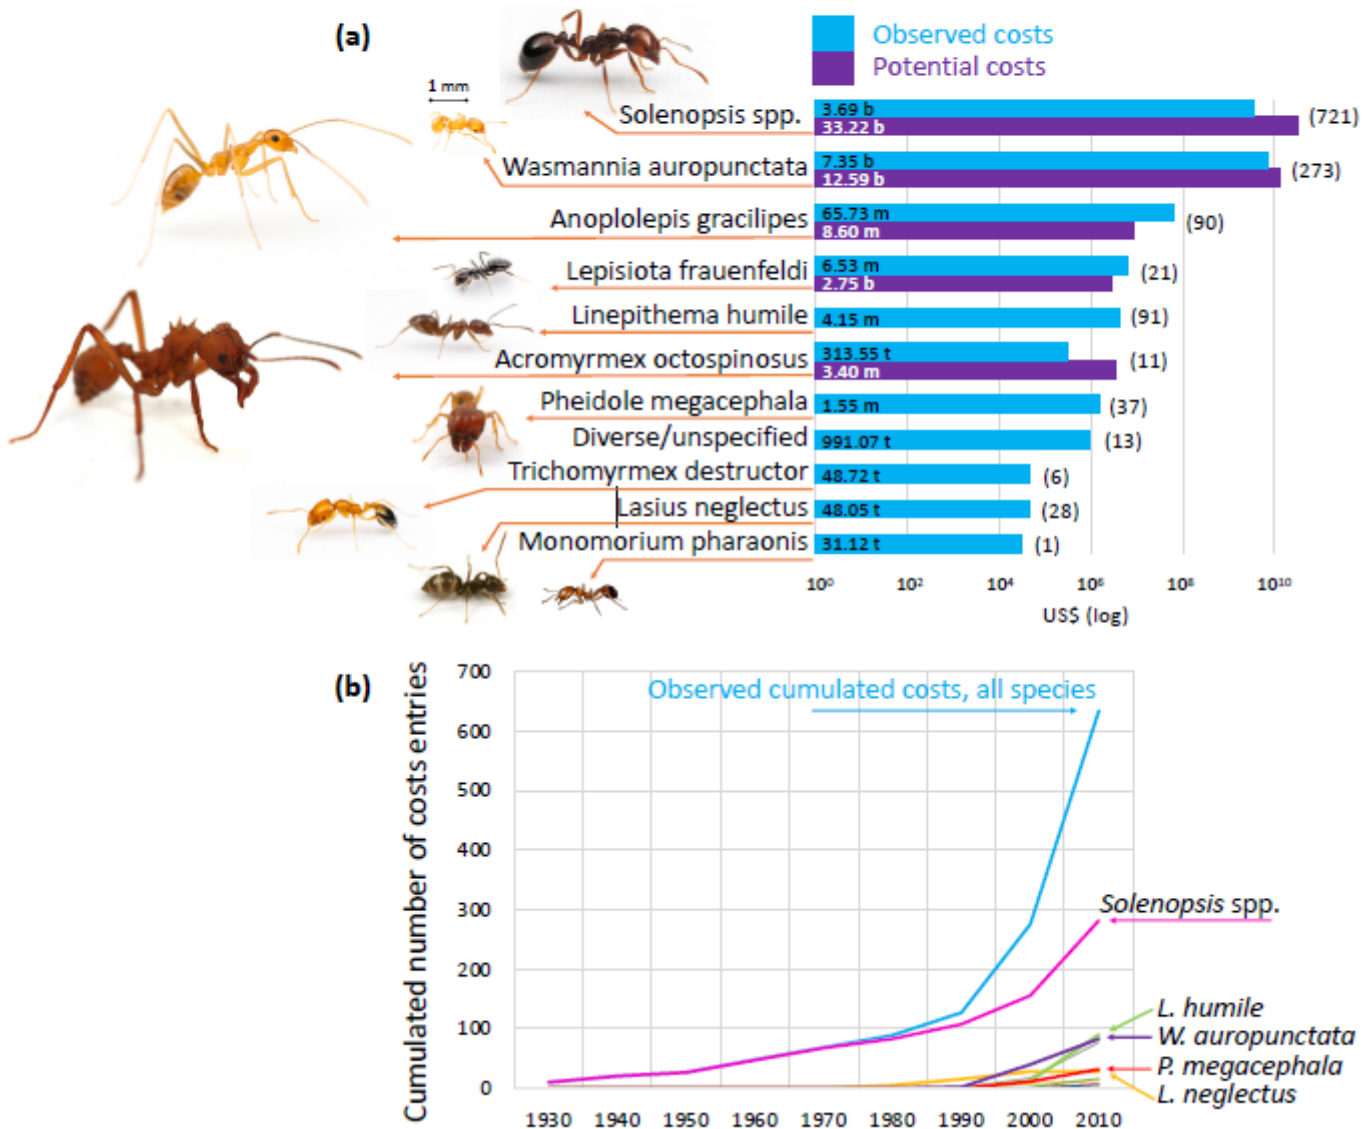 (a)
Observed costs
Potential costs
1 mm
Solenopsis spp. 3.69 b (721)
33.22 b
Wasmannia auropunctata 7.35 b (273)
12.59 b
Anoplolepis gracilipes 65.73 m (90)
8.60 m
Lepisiota frauenfeldi 6.53 m (21)
2.75 b
Linepithema humile 4.15 m (91)
Acromyrmex octospinosus 313.55 t (11)
3.40 m
Pheidole megacephala 1.55 m (37)
Diverse/unspecified 991.07 t (13)
Trichomyrmex destructor 48.72 t (6)
Lasius neglectus 48.05 t (28)
Monomorium pharaonis 31.12 t (1)
10⁰ 10² 10⁴ 10⁶ 10⁸ 10¹⁰
US$ (log)
(b)
Cumulated number of costs entries
700
600
500
400
300
200
100
0
Observed cumulated costs, all species
Solenopsis spp.
L. humile
W. auropunctata
P. megacephala
L. neglectus
1930 1940 1950 1960 1970 1980 1990 2000 2010